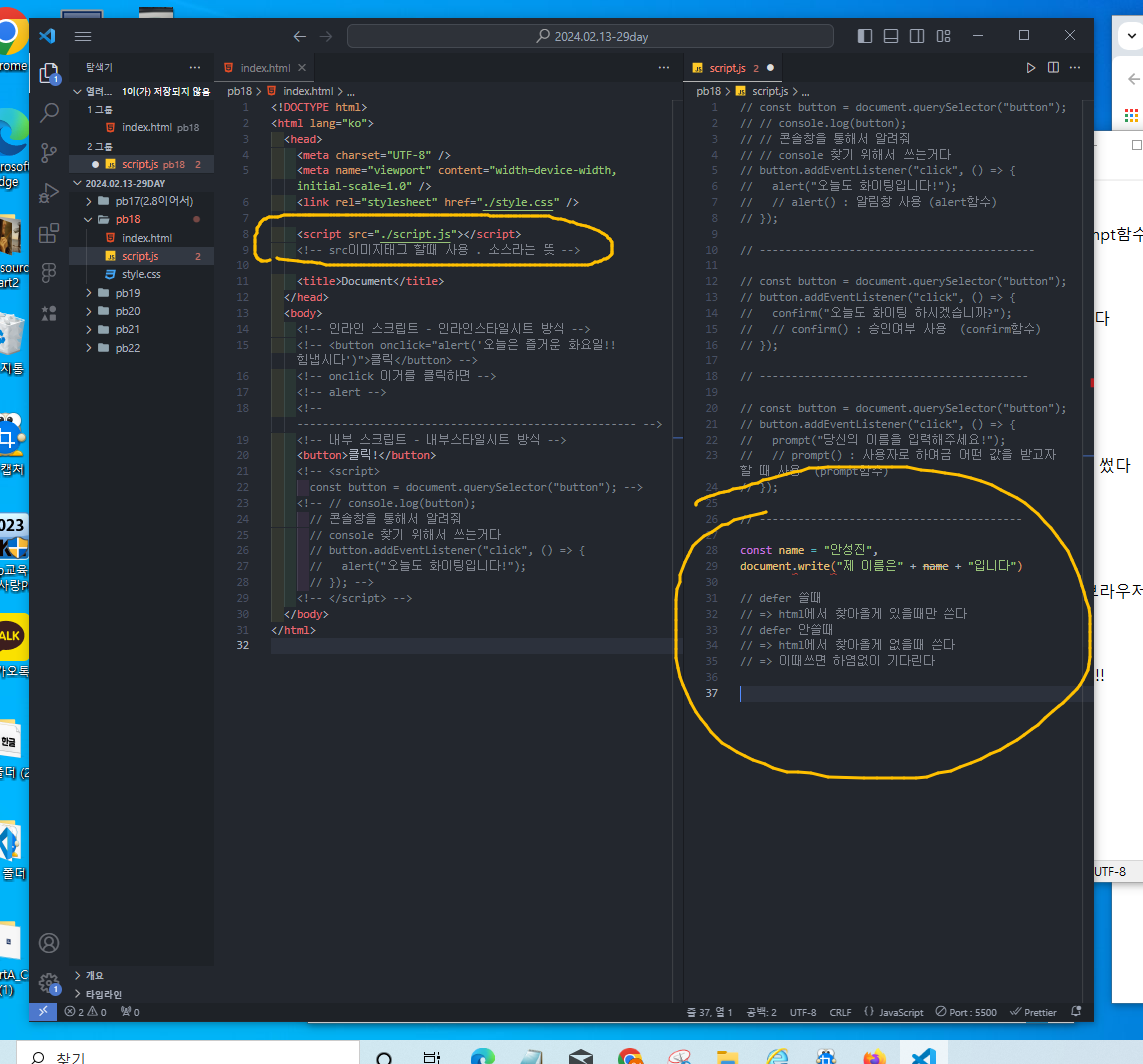 2024.02.13-29day
탐색기
열려... 1이(가) 저장되지 않음
1 그룹
index.html pb18
2 그룹
script.js pb18 2
2024.02.13-29DAY
pb17(2.8이어서)
pb18
index.html
script.js 2
style.css
pb19
pb20
pb21
pb22
개요
타임라인
index.html
pb18 > index.html > ...
1 <!DOCTYPE html>
2 <html lang="ko">
3 <head>
4 <meta charset="UTF-8" />
5 <meta name="viewport" content="width=device-width,
initial-scale=1.0" />
6 <link rel="stylesheet" href="./style.css" />
7
8 <script src="./script.js"></script>
9 <!-- src이미지태그 할때 사용 . 소스라는 뜻 -->
10
11 <title>Document</title>
12 </head>
13 <body>
14 <!-- 인라인 스크립트 - 인라인스타일시트 방식 -->
15 <!-- <button onclick="alert('오늘은 즐거운 화요일!!
힘냅시다')">클릭</button> -->
16 <!-- onclick 이거를 클릭하면 -->
17 <!-- alert -->
18 <!--
---------------------------------------------------- -->
19 <!-- 내부 스크립트 - 내부스타일시트 방식 -->
20 <button>클릭!</button>
21 <!-- <script>
22 const button = document.querySelector("button"); -->
23 <!-- // console.log(button);
24 // 콘솔창을 통해서 알려줘
25 // console 찾기 위해서 쓰는거다
26 // button.addEventListener("click", () => {
27 //   alert("오늘도 화이팅입니다!");
28 // }); -->
29 <!-- </script> -->
30 </body>
31 </html>
32
script.js 2
pb18 > script.js > ...
1 // const button = document.querySelector("button");
2 // // console.log(button);
3 // // 콘솔창을 통해서 알려줘
4 // // console 찾기 위해서 쓰는거다
5 // button.addEventListener("click", () => {
6 //   alert("오늘도 화이팅입니다!");
7 //   // alert() : 알림창 사용 (alert함수)
8 // });
9
10 // ------------------------------------------
11
12 // const button = document.querySelector("button");
13 // button.addEventListener("click", () => {
14 //   confirm("오늘도 화이팅 하시겠습니까?");
15 //   // confirm() : 승인여부 사용 (confirm함수)
16 // });
17
18 // -----------------------------------------
19
20 // const button = document.querySelector("button");
21 // button.addEventListener("click", () => {
22 //   prompt("당신의 이름을 입력해주세요!");
23 //   // prompt() : 사용자로 하여금 어떤 값을 받고자
할 때 사용 (prompt함수)
24 // });
25
26 // ----------------------------------------
27
28 const name = "안성진",
29 document.write("제 이름은" + name + "입니다")
30
31 // defer 쓸때
32 // => html에서 찾아올게 있을때만 쓴다
33 // defer 안쓸때
34 // => html에서 찾아올게 없을때 쓴다
35 // => 이때쓰면 하염없이 기다린다
36
37
2 0 0
줄 37, 열 1 공백: 2 UTF-8 CRLF {} JavaScript Port : 5500 Prettier
mpt함수
다
썼다
브라우저
!!
UTF-8
rome
dge
art2
지통
캡처
023
폴더
찾기